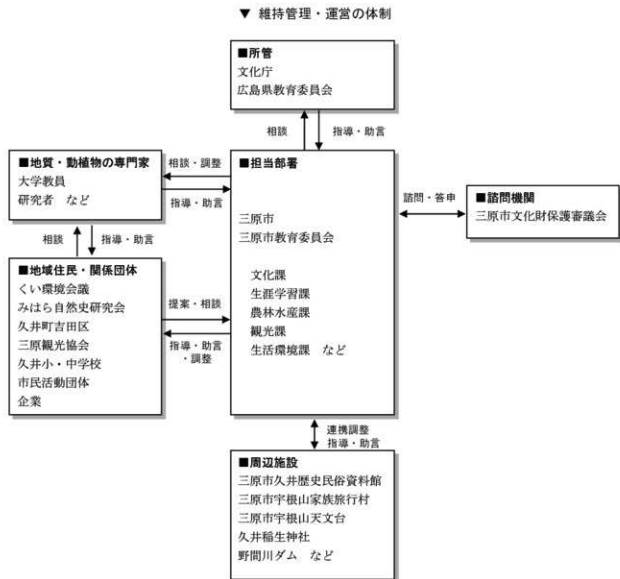 ▼ 維持管理・運営の体制
■所管
文化庁
広島県教育委員会
相談
指導・助言
■地質・動植物の専門家
大学教員
研究者 など
相談・調整
指導・助言
■担当部署
三原市
三原市教育委員会
文化課
生涯学習課
農林水産課
観光課
生活環境課 など
諮問・答申
■諮問機関
三原市文化財保護審議会
相談
指導・助言
■地域住民・関係団体
くい環境会議
みはら自然史研究会
久井町吉田区
三原観光協会
久井小・中学校
市民活動団体
企業
提案・相談
指導・助言
・調整
連携調整
指導・助言
■周辺施設
三原市久井歴史民俗資料館
三原市宇根山家族旅行村
三原市宇根山天文台
久井稲生神社
野間川ダム など